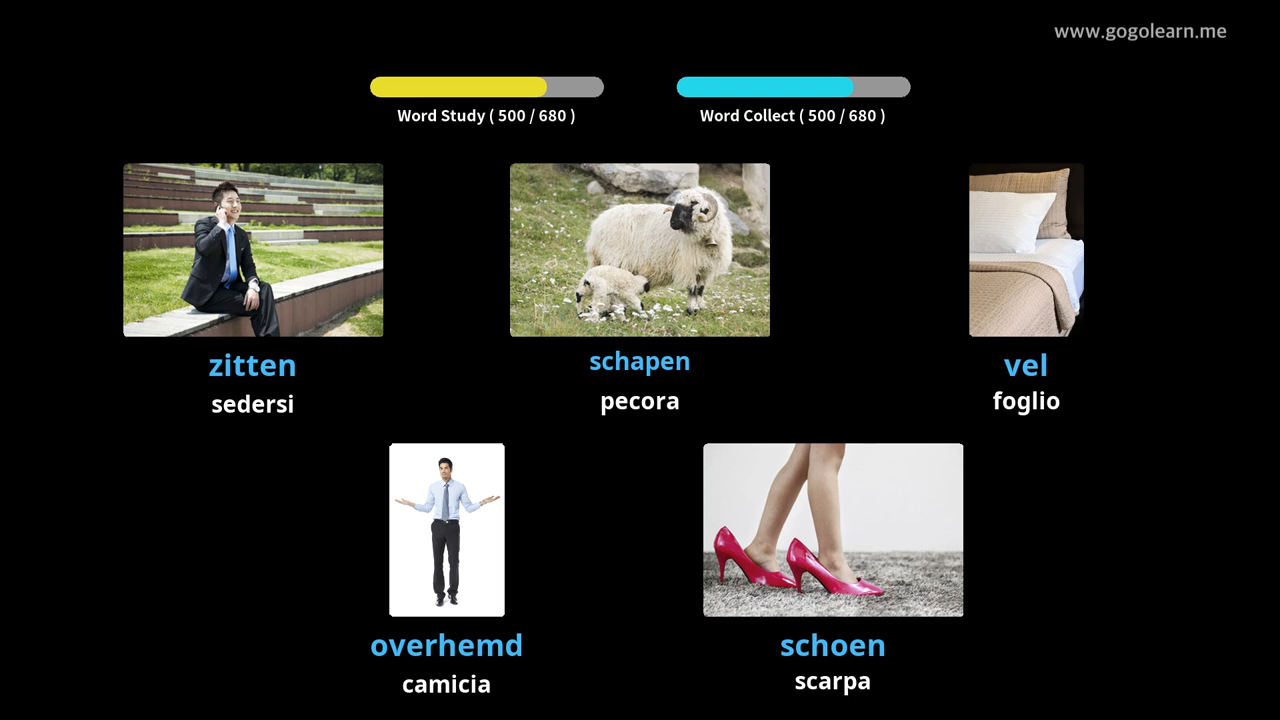 www.gogolearn.me
Word Study ( 500 / 680 )
Word Collect ( 500 / 680 )
zitten
sedersi
schapen
pecora
vel
foglio
overhemd
camicia
schoen
scarpa